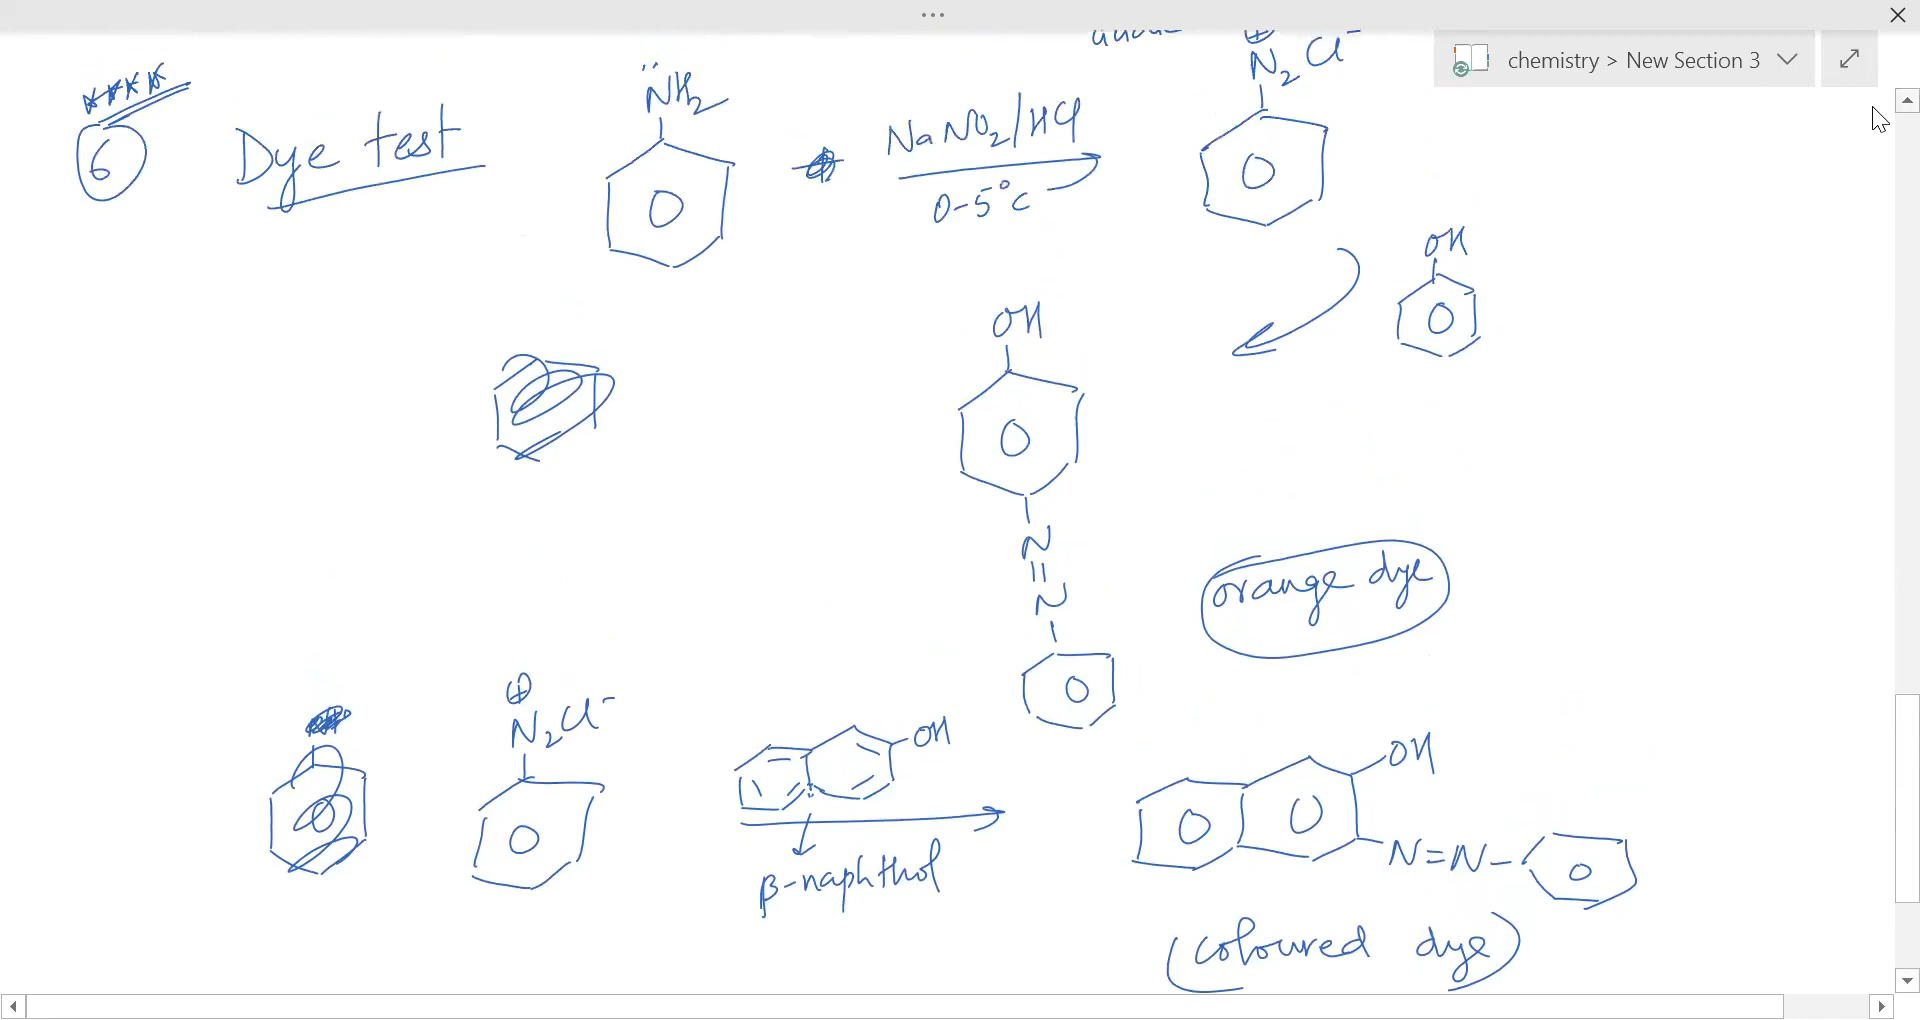 chemistry > New Section 3
⊕
N₂Cl⁻
****
6
Dye test
N̈H₂
NaNO₂/HCl
0-5°C
OH
OH
N
=
N
orange dye
⊕
N₂Cl⁻
OH
β-naphthol
OH
N=N-
(coloured dye)